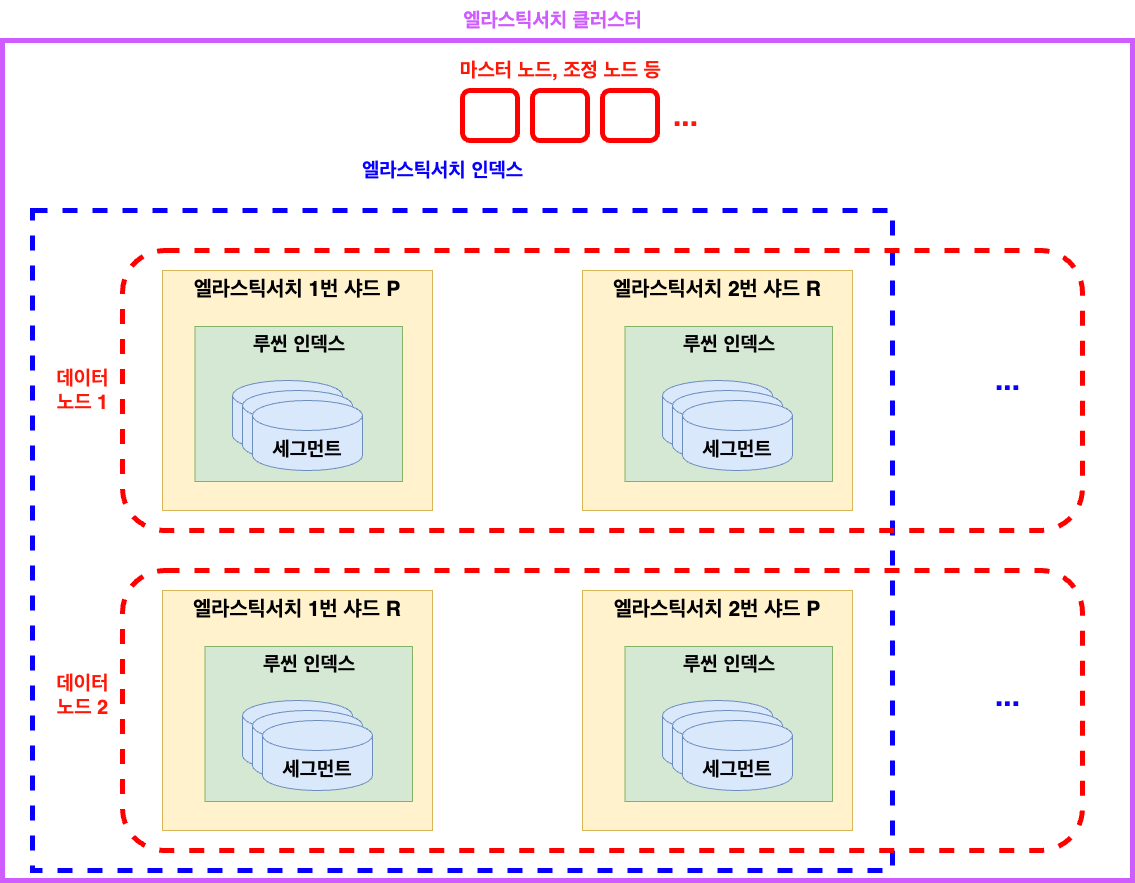 엘라스틱서치 클러스터
마스터 노드, 조정 노드 등
...
엘라스틱서치 인덱스
데이터
노드 1
엘라스틱서치 1번 샤드 P
루씬 인덱스
세그먼트
엘라스틱서치 2번 샤드 R
루씬 인덱스
세그먼트
...
데이터
노드 2
엘라스틱서치 1번 샤드 R
루씬 인덱스
세그먼트
엘라스틱서치 2번 샤드 P
루씬 인덱스
세그먼트
...